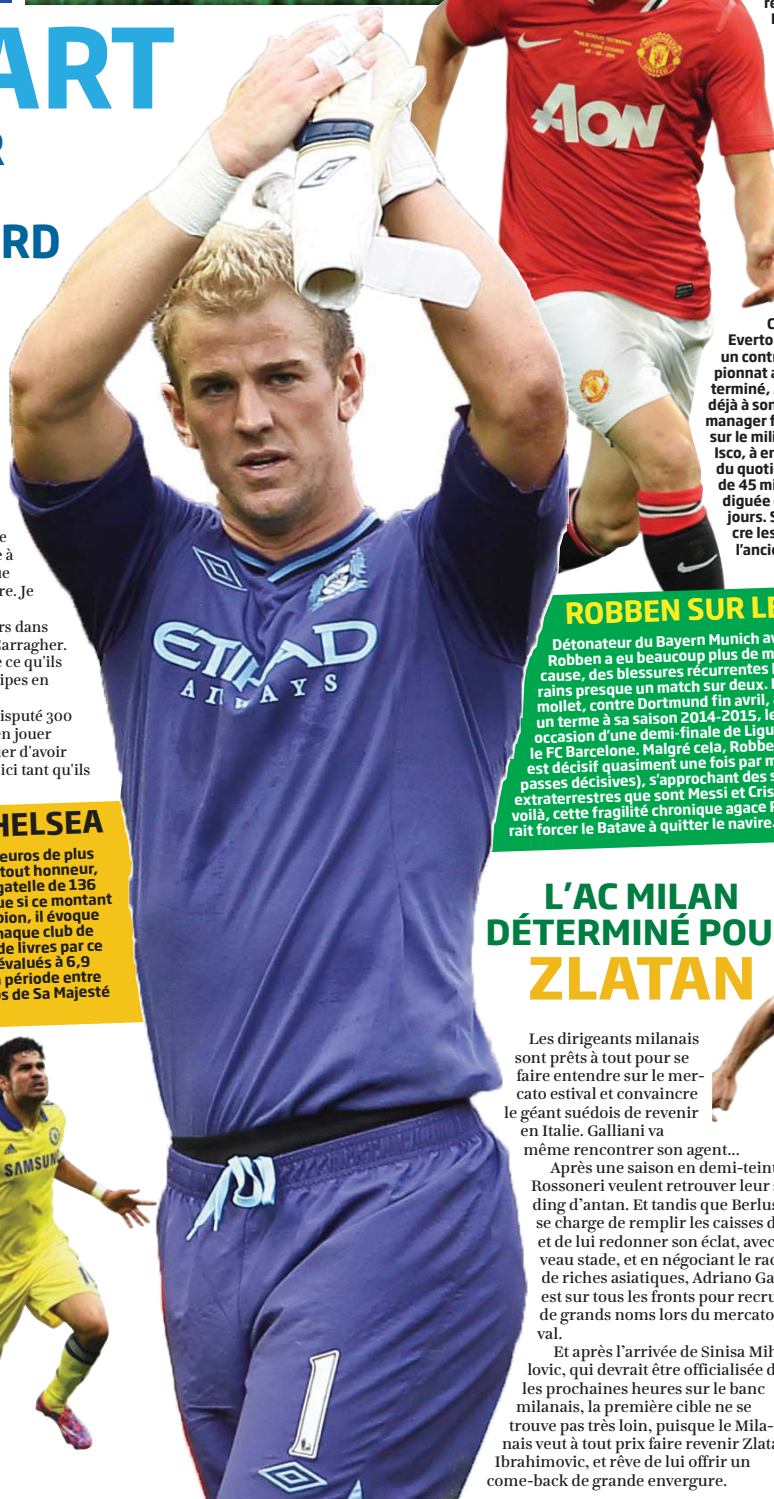 ART
R
RD
e
e à
ue
re. Je
rs dans
Carragher.
e ce qu'ils
ipes en
isputé 300
en jouer
ier d'avoir
ici tant qu'ils
HELSEA
euros de plus
tout honneur,
gatelle de 136
ue si ce montant
pion, il évoque
haque club de
de livres par ce
évalués à 6,9
période entre
os de Sa Majesté
SAMSUN
ETIHAD
AIRWAYS
1
AON
C
Everto
un contr
pionnat a
terminé,
déjà à son
manager f
sur le mili
Isco, à en
du quoti
de 45 mi
diguée
jours. S
cre les
l'ancie
ROBBEN SUR LE
Détonateur du Bayern Munich av
Robben a eu beaucoup plus de m
cause, des blessures récurrentes
rains presque un match sur deux.
mollet, contre Dortmund fin avril,
un terme à sa saison 2014-2015, le
occasion d'une demi-finale de Ligu
le FC Barcelone. Malgré cela, Robbe
est décisif quasiment une fois par m
passes décisives), s'approchant des s
extraterrestres que sont Messi et Cris
voilà, cette fragilité chronique agace
rait forcer le Batave à quitter le navire.
L'AC MILAN
DÉTERMINÉ POU
ZLATAN
Les dirigeants milanais
sont prêts à tout pour se
faire entendre sur le mer-
cato estival et convaincre
le géant suédois de revenir
en Italie. Galliani va
même rencontrer son agent...
Après une saison en demi-teint
Rossoneri veulent retrouver leur s
ding d'antan. Et tandis que Berlus
se charge de remplir les caisses d
et de lui redonner son éclat, avec
veau stade, et en négociant le rac
de riches asiatiques, Adriano Ga
est sur tous les fronts pour recru
de grands noms lors du mercato
val.
Et après l'arrivée de Sinisa Mih
lovic, qui devrait être officialisée d
les prochaines heures sur le banc
milanais, la première cible ne se
trouve pas très loin, puisque le Mila-
nais veut à tout prix faire revenir Zlata
Ibrahimovic, et rêve de lui offrir un
come-back de grande envergure.